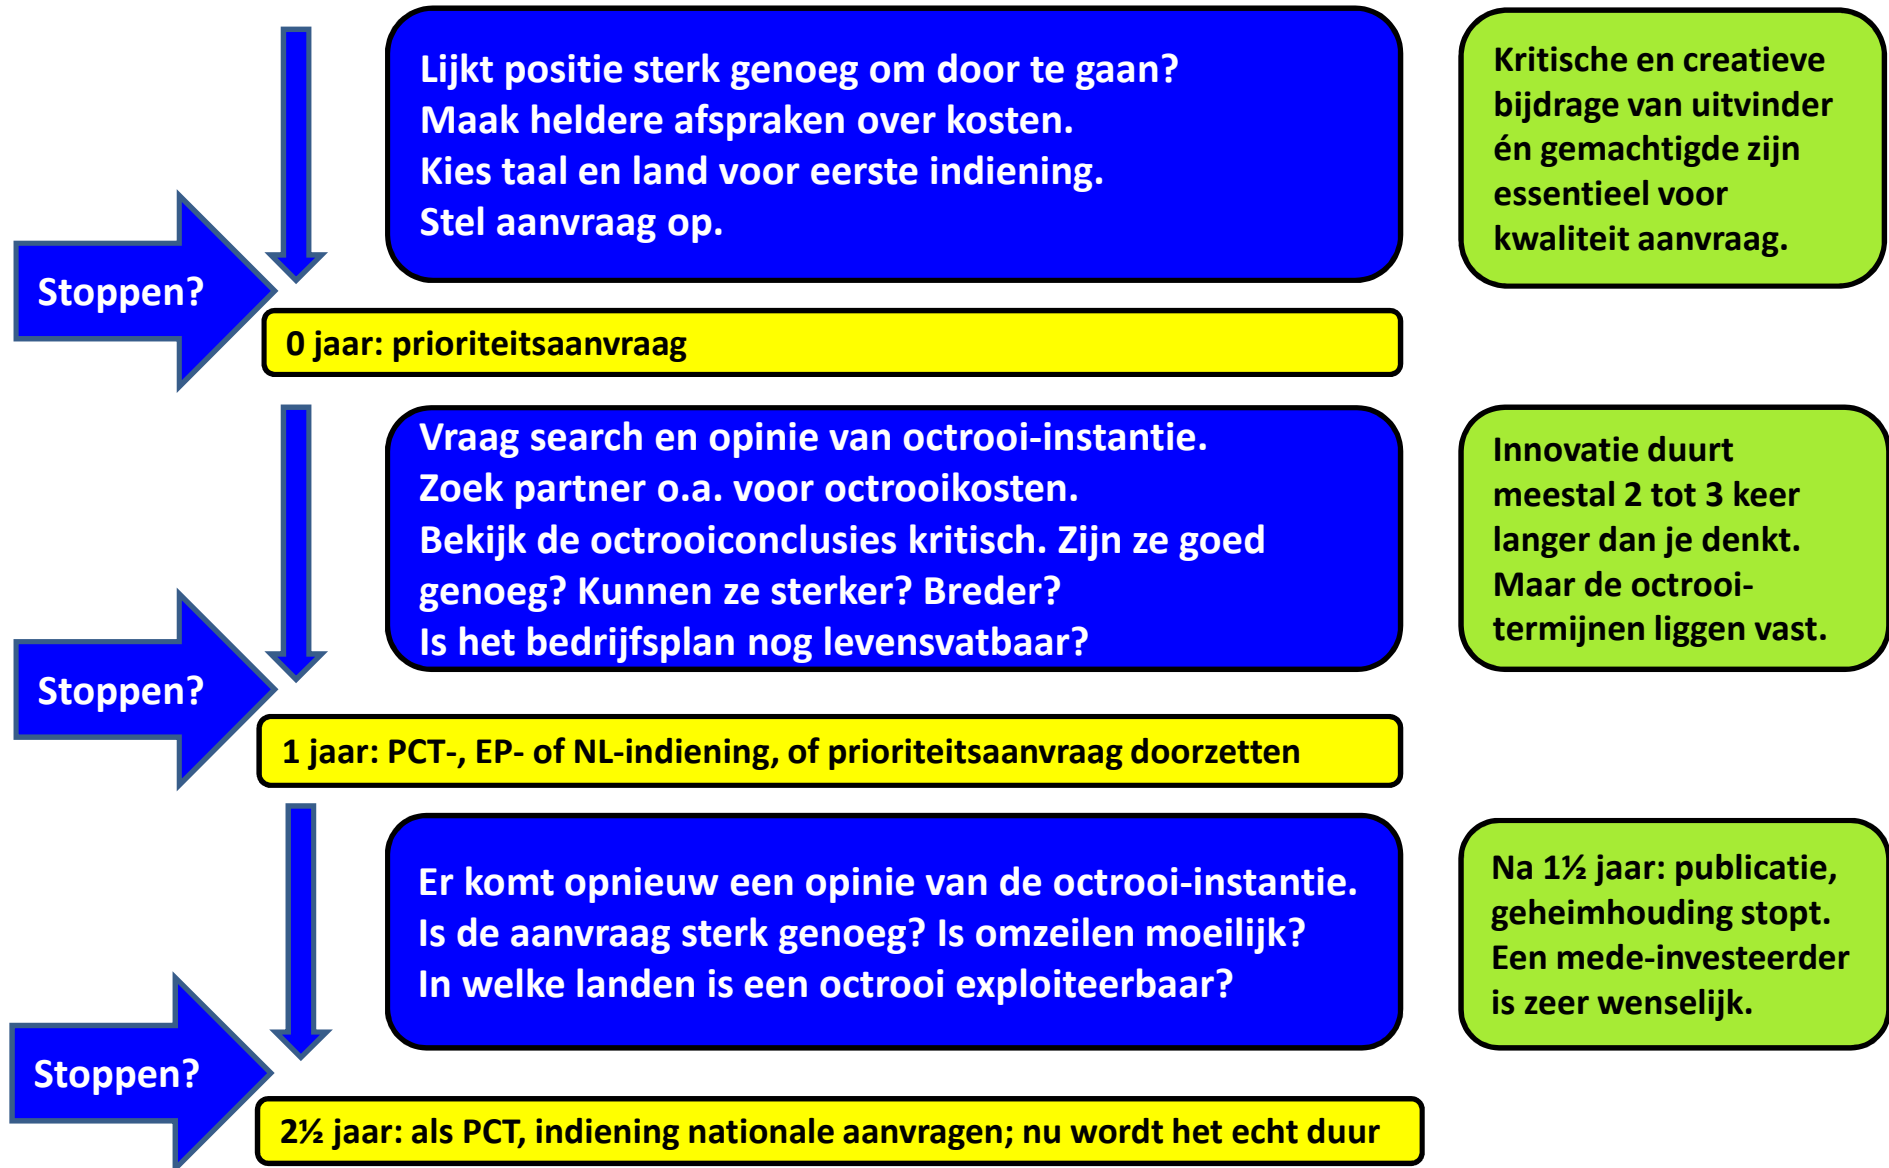 Lijkt positie sterk genoeg om door te gaan?
Maak heldere afspraken over kosten.
Kies taal en land voor eerste indiening.
Stel aanvraag op.
Kritische en creatieve
bijdrage van uitvinder
én gemachtigde zijn
essentieel voor
kwaliteit aanvraag.
Stoppen?
0 jaar: prioriteitsaanvraag
Vraag search en opinie van octrooi-instantie.
Zoek partner o.a. voor octrooikosten.
Bekijk de octrooiconclusies kritisch. Zijn ze goed
genoeg? Kunnen ze sterker? Breder?
Is het bedrijfsplan nog levensvatbaar?
Innovatie duurt
meestal 2 tot 3 keer
langer dan je denkt.
Maar de octrooi-
termijnen liggen vast.
Stoppen?
1 jaar: PCT-, EP- of NL-indiening, of prioriteitsaanvraag doorzetten
Er komt opnieuw een opinie van de octrooi-instantie.
Is de aanvraag sterk genoeg? Is omzeilen moeilijk?
In welke landen is een octrooi exploiteerbaar?
Na 1½ jaar: publicatie,
geheimhouding stopt.
Een mede-investeerder
is zeer wenselijk.
Stoppen?
2½ jaar: als PCT, indiening nationale aanvragen; nu wordt het echt duur